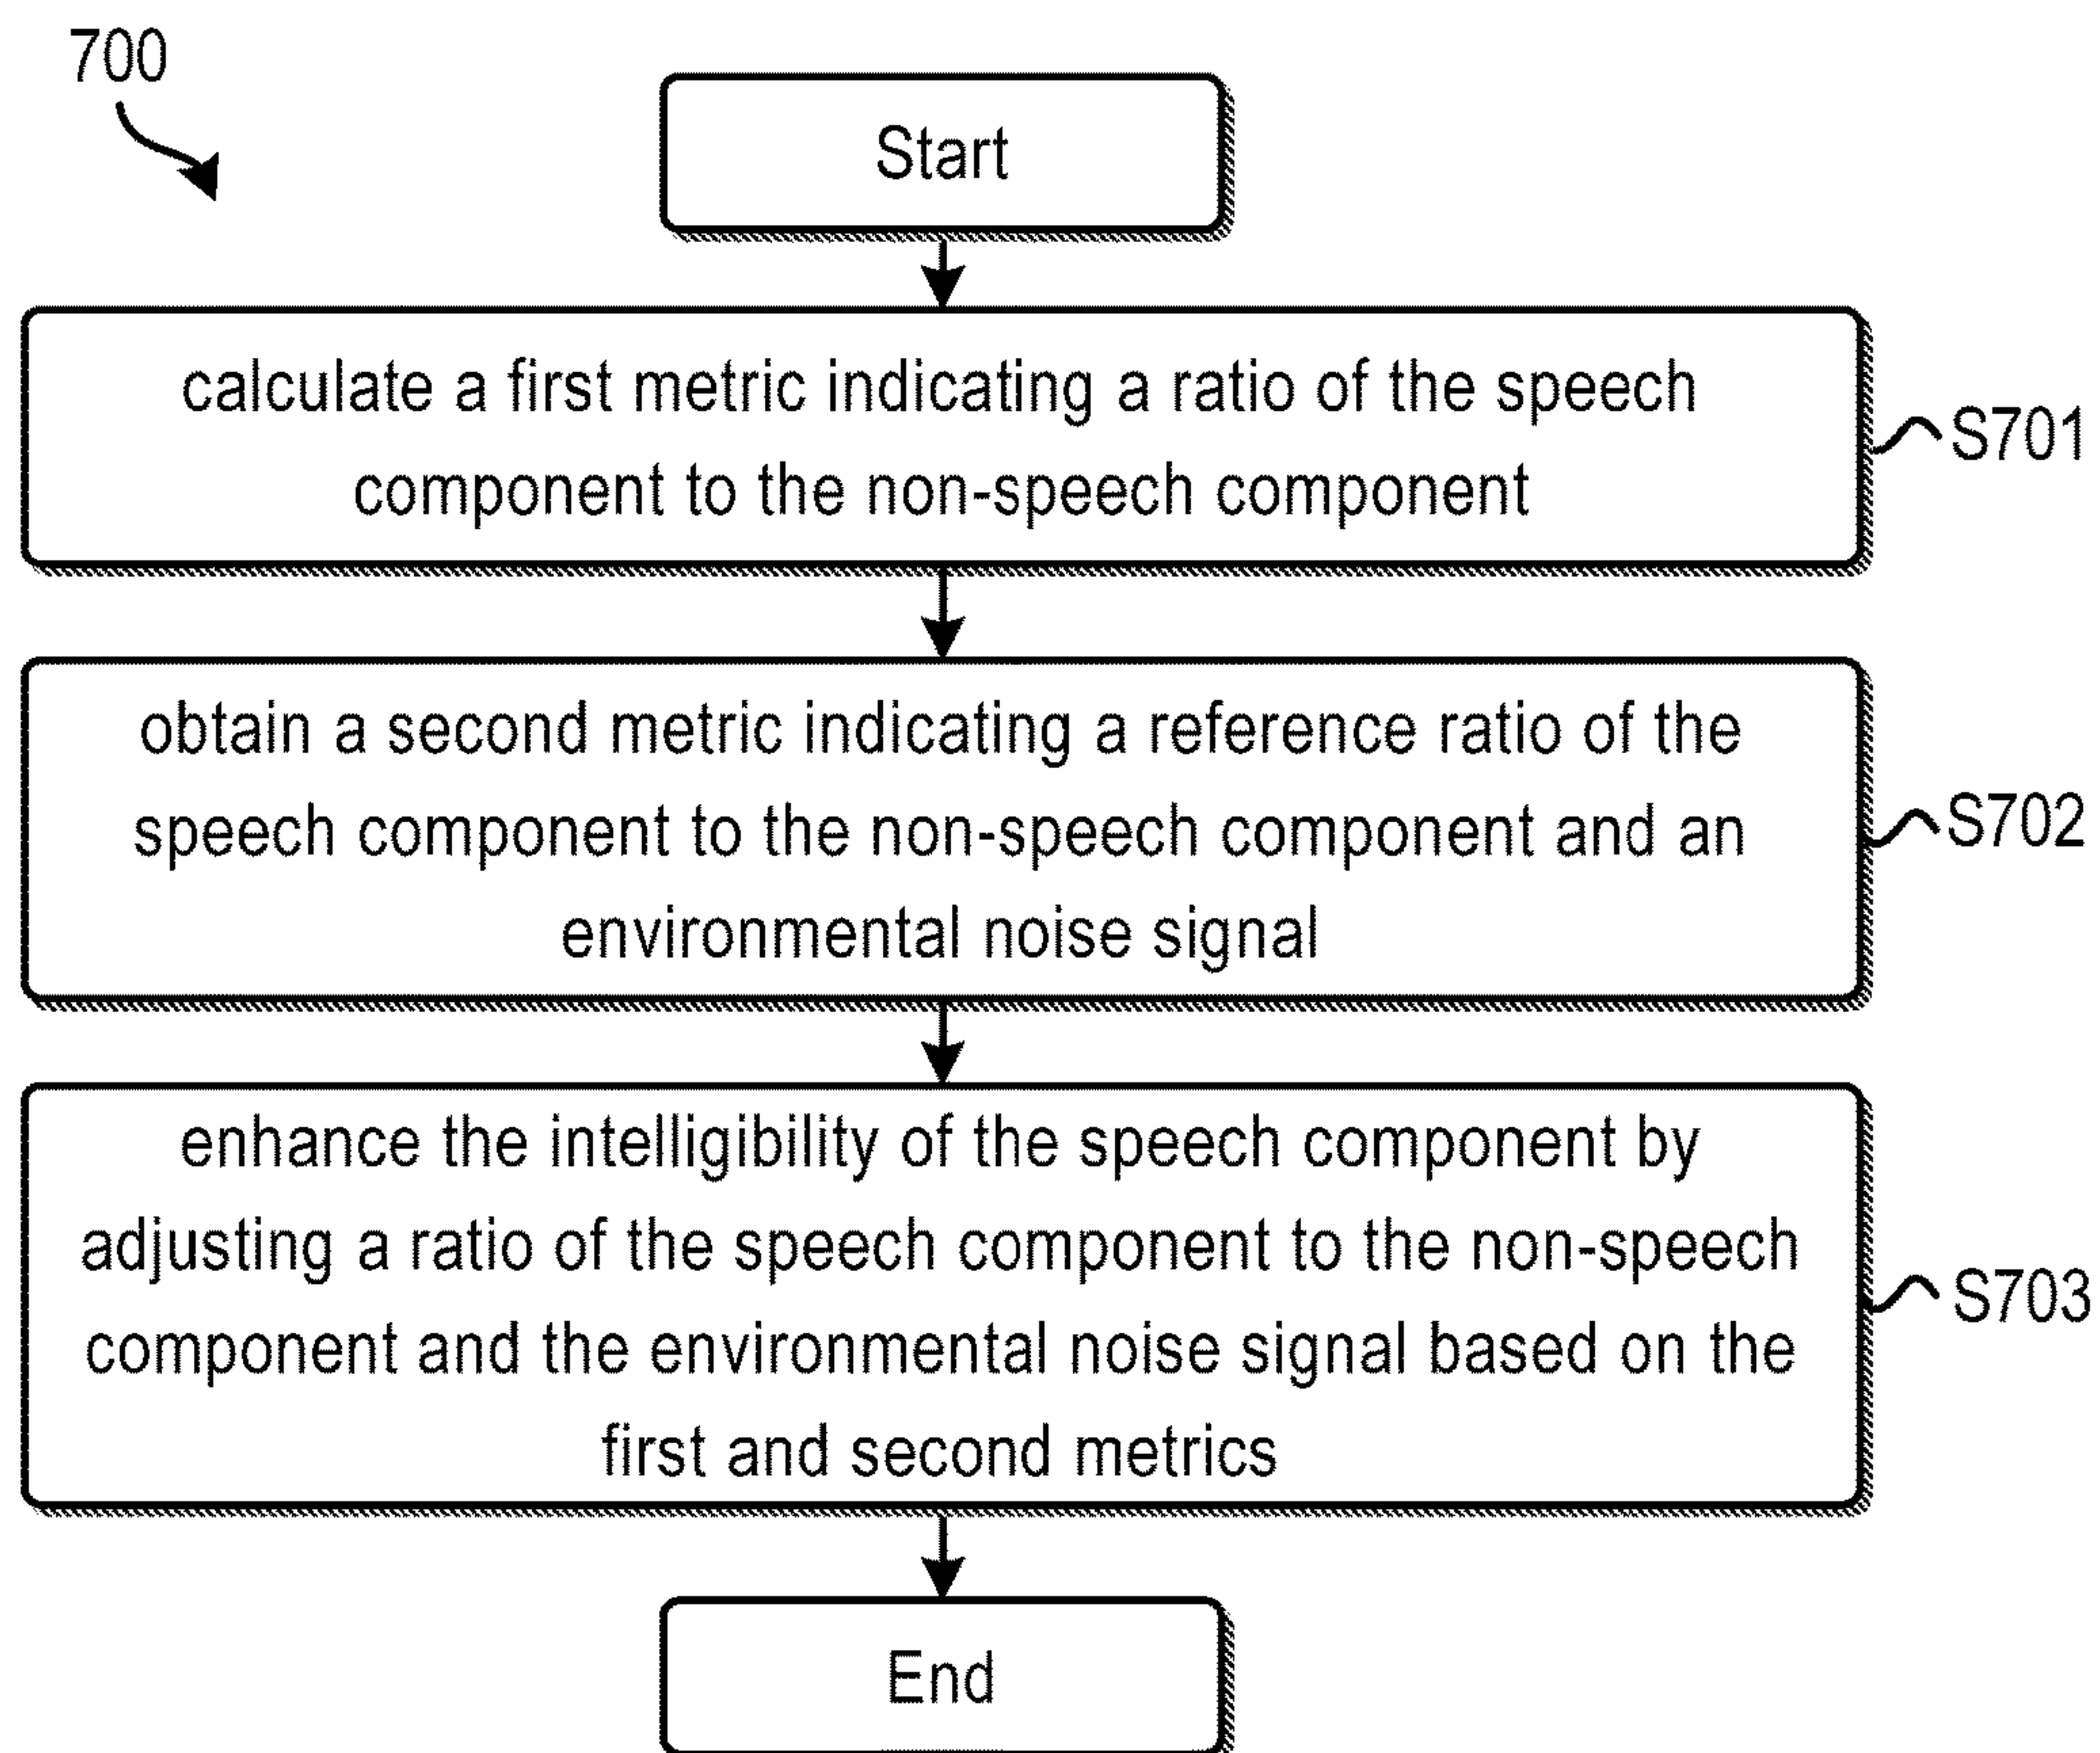 700
Start
calculate a first metric indicating a ratio of the speech
component to the non-speech component
S701
obtain a second metric indicating a reference ratio of the
speech component to the non-speech component and an
environmental noise signal
S702
enhance the intelligibility of the speech component by
adjusting a ratio of the speech component to the non-speech
component and the environmental noise signal based on the
first and second metrics
S703
End